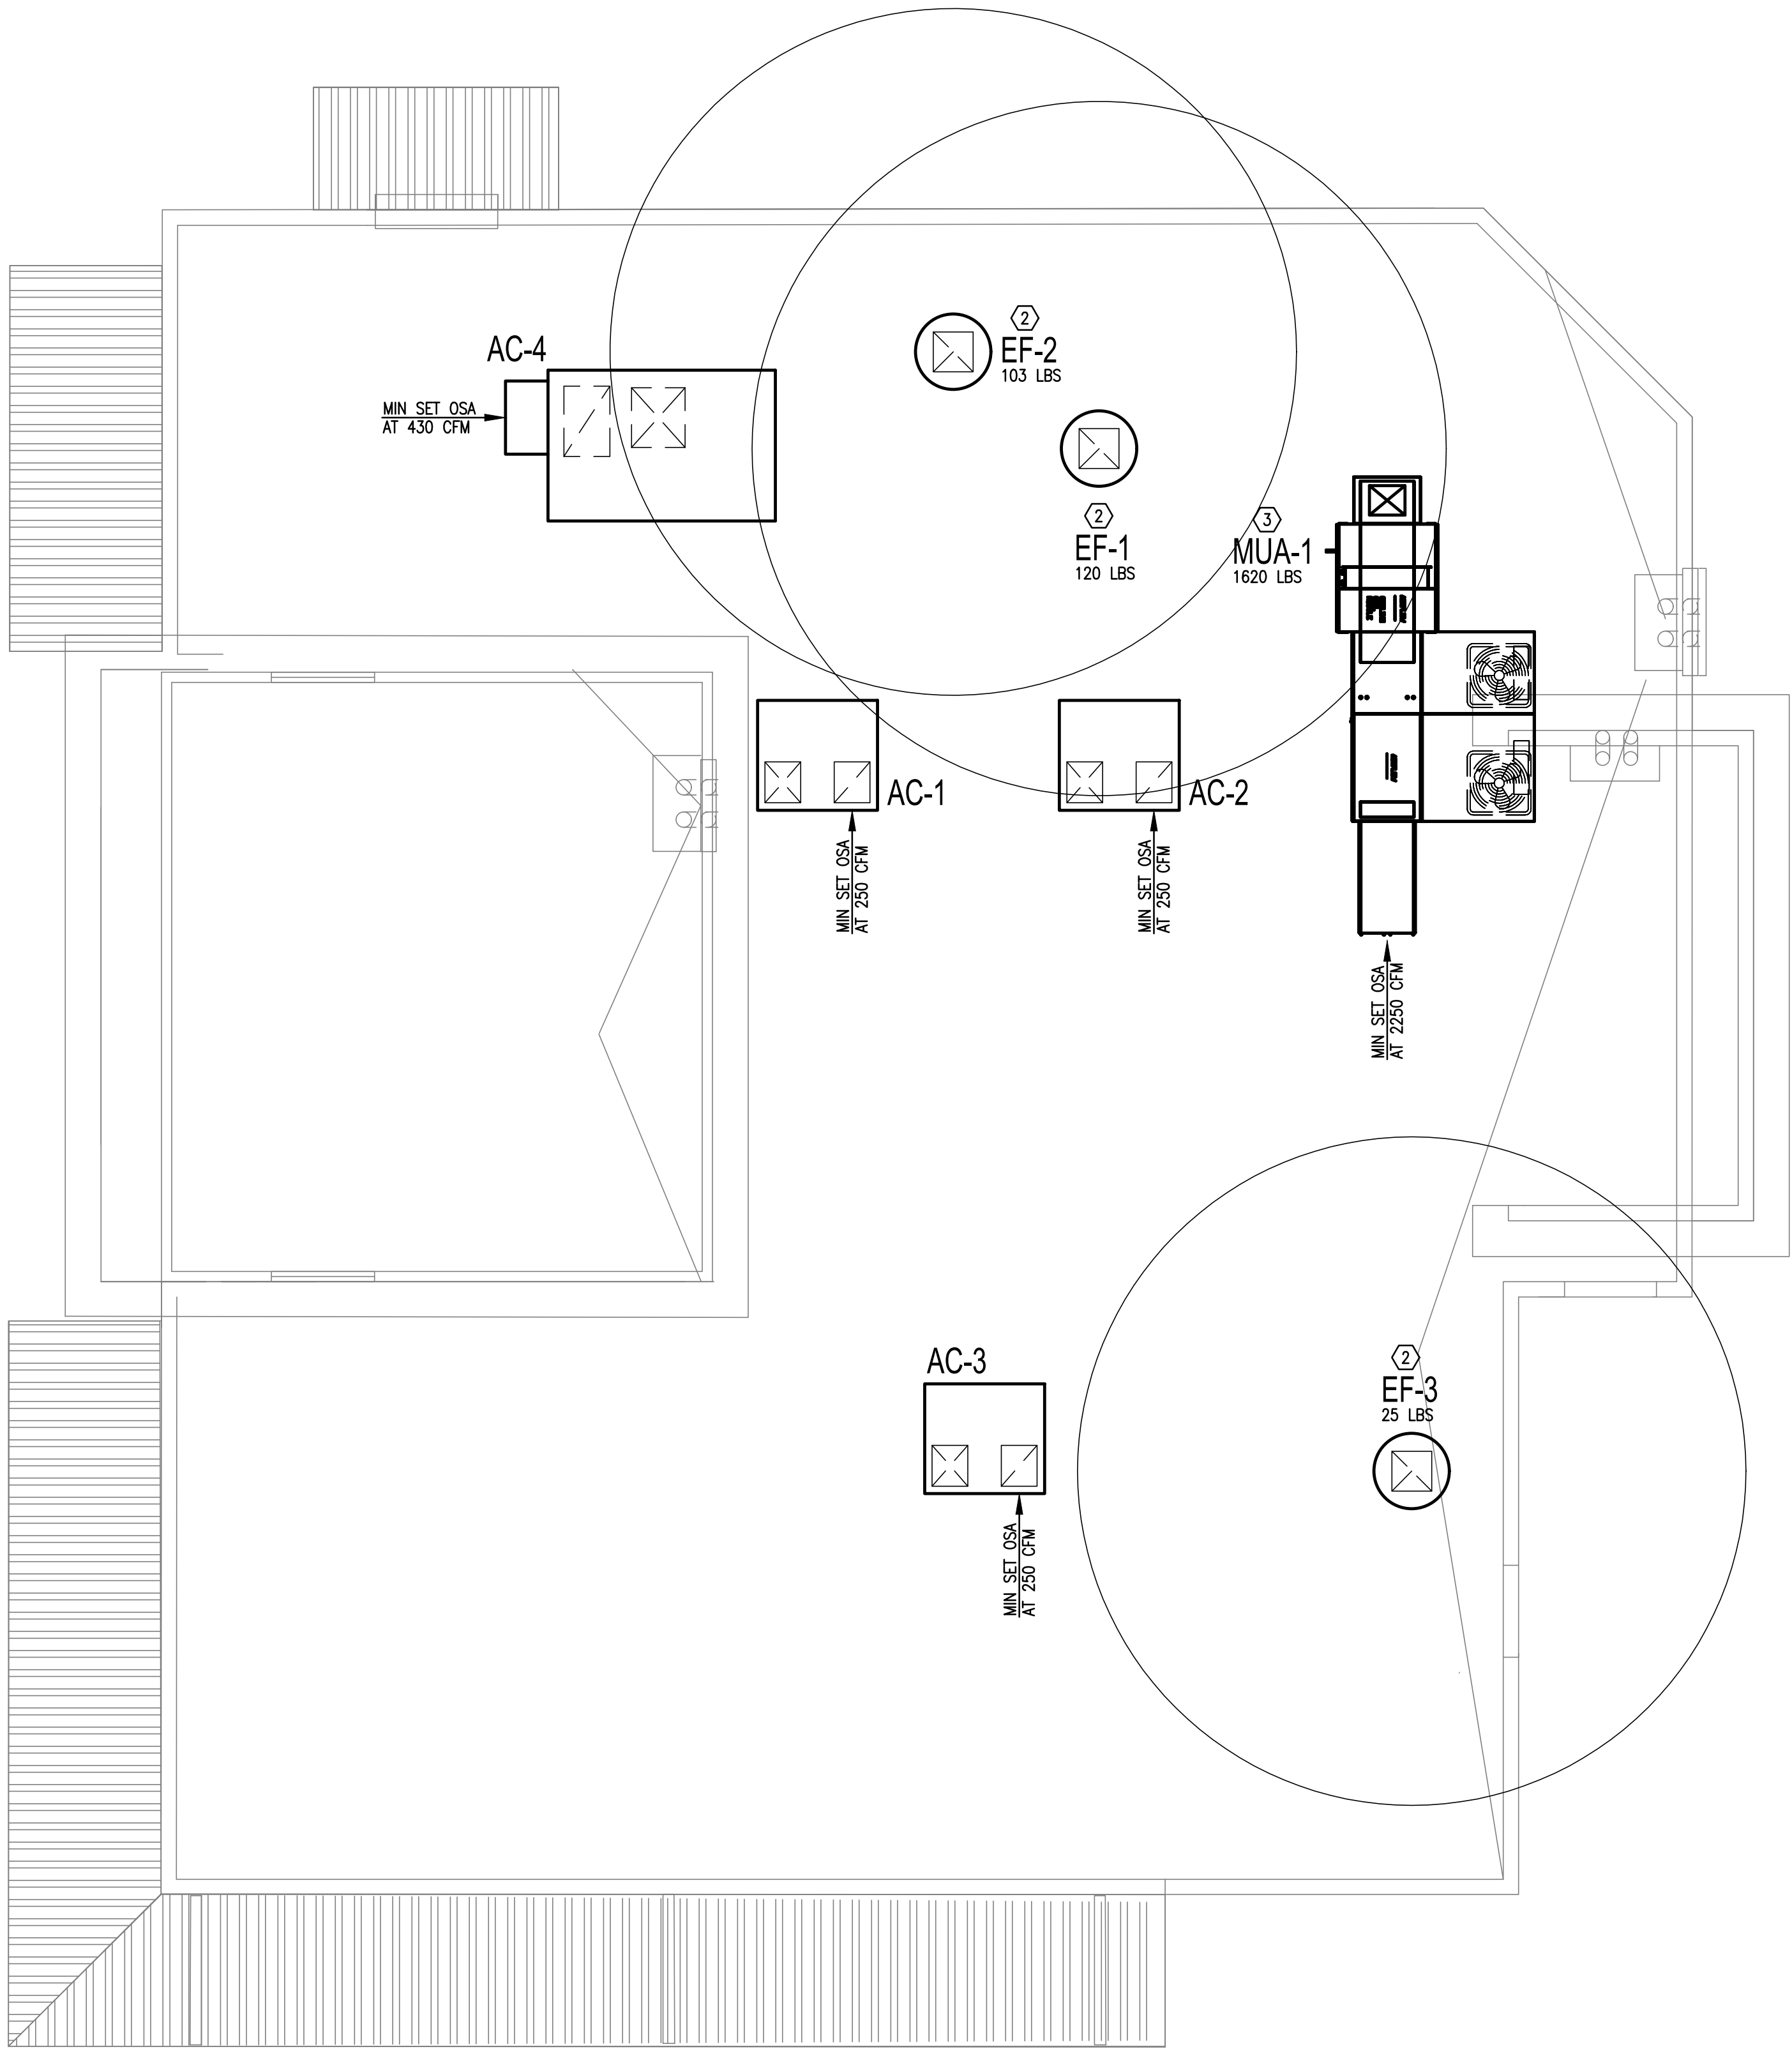 2
EF-2
103 LBS
AC-4
MIN SET OSA
AT 430 CFM
2
EF-1
120 LBS
3
MUA-1
1620 LBS
AC-1
MIN SET OSA
AT 250 CFM
AC-2
MIN SET OSA
AT 250 CFM
MIN SET OSA
AT 2250 CFM
AC-3
MIN SET OSA
AT 250 CFM
2
EF-3
25 LBS